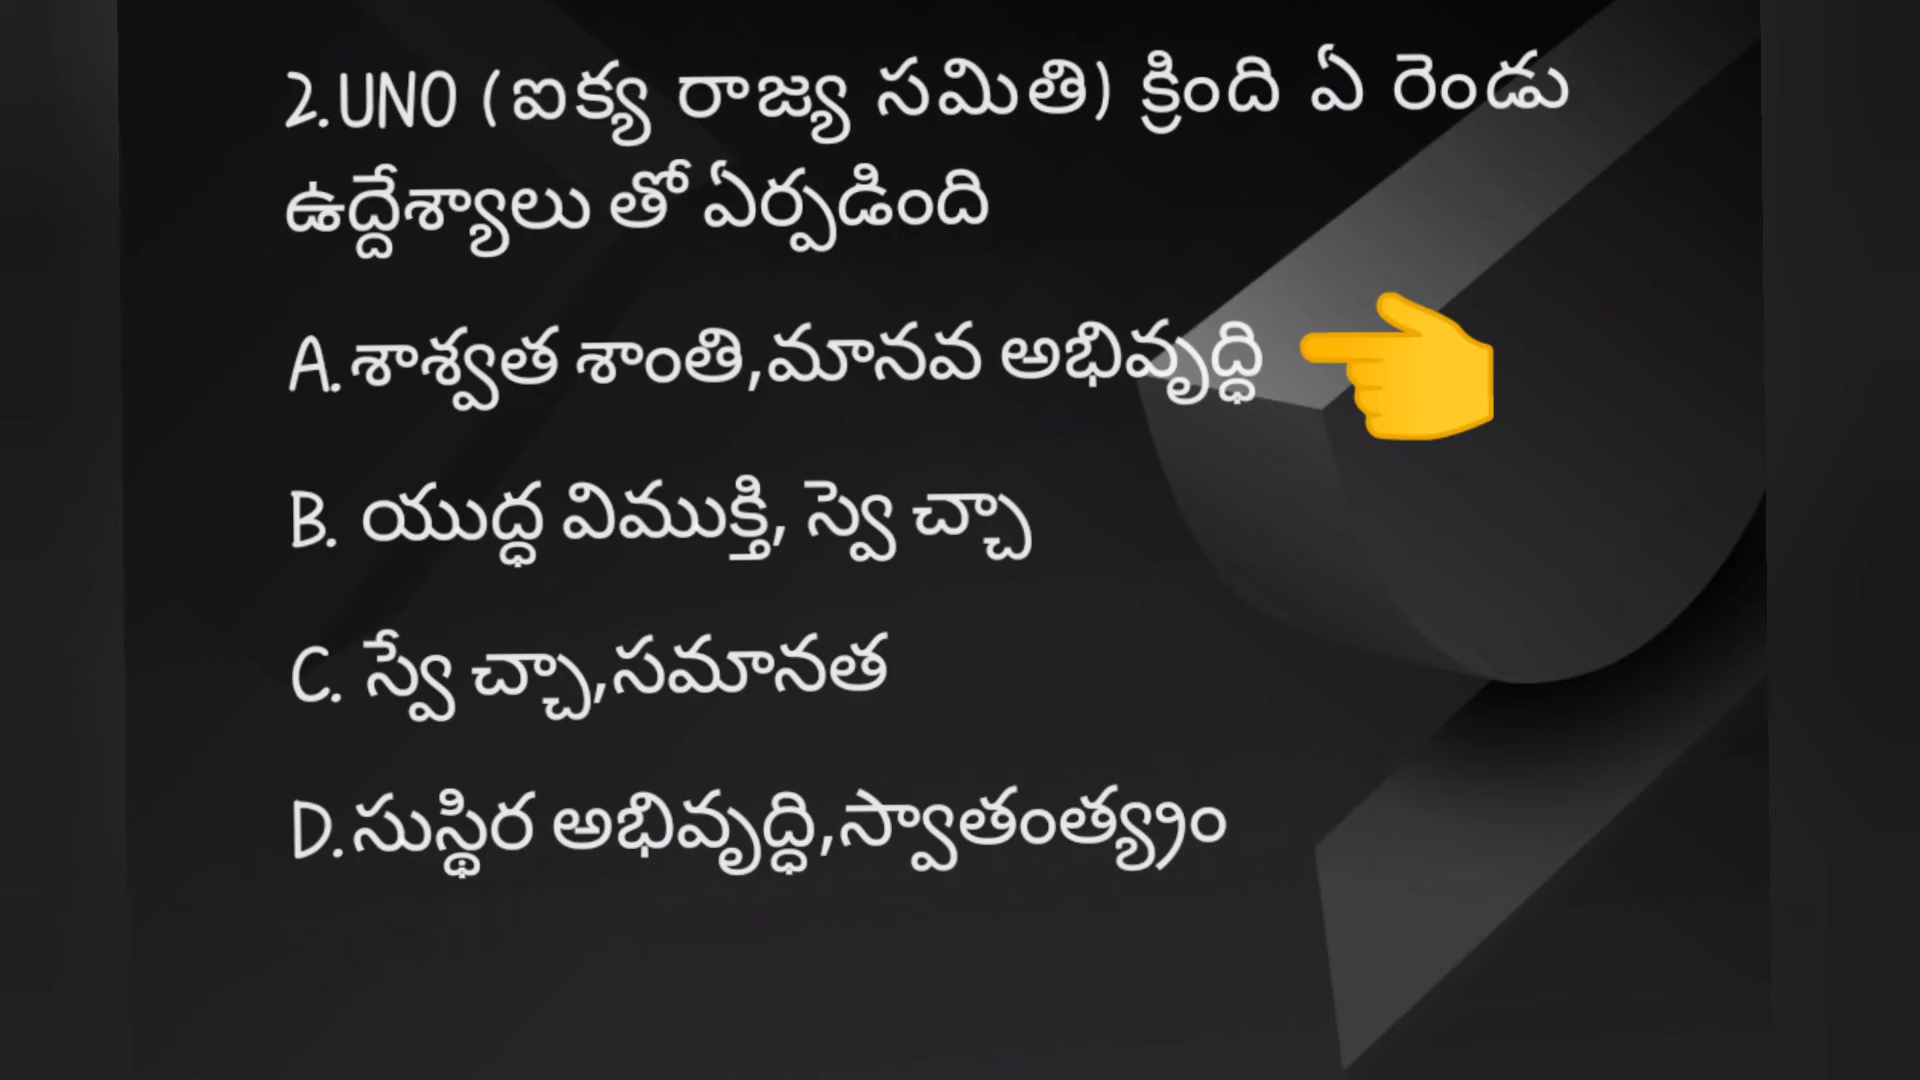 2.UNO (ఐక్య రాజ్య సమితి) క్రింది ఏ రెండు
ఉద్దేశ్యాలు తో ఏర్పడింది
A.శాశ్వత శాంతి,మానవ అభివృద్ధి
B. యుద్ధ విముక్తి, స్వె చ్చా
C. స్వే చ్చా,సమానత
D.సుస్థిర అభివృద్ధి,స్వాతంత్య్రం